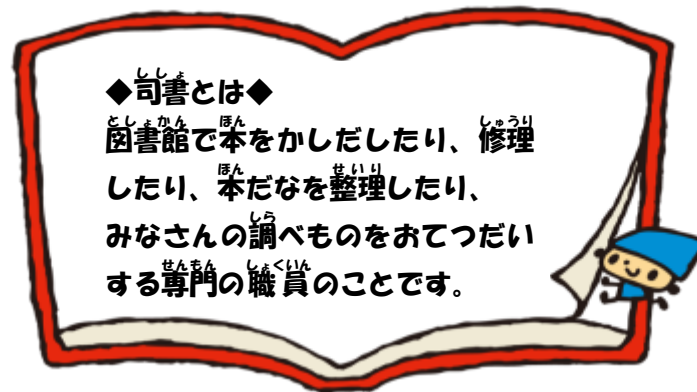 ◆司書とは◆
図書館で本をかしだしたり、修理
したり、本だなを整理したり、
みなさんの調べものをおてつだい
する専門の職員のことです。